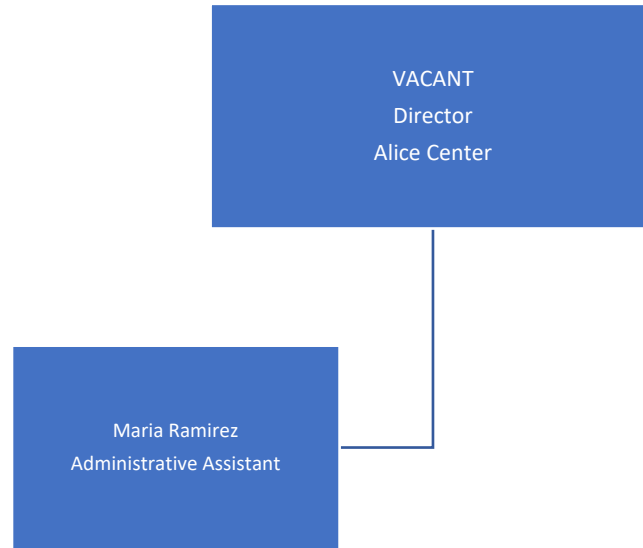 VACANT
Director
Alice Center
Maria Ramirez
Administrative Assistant